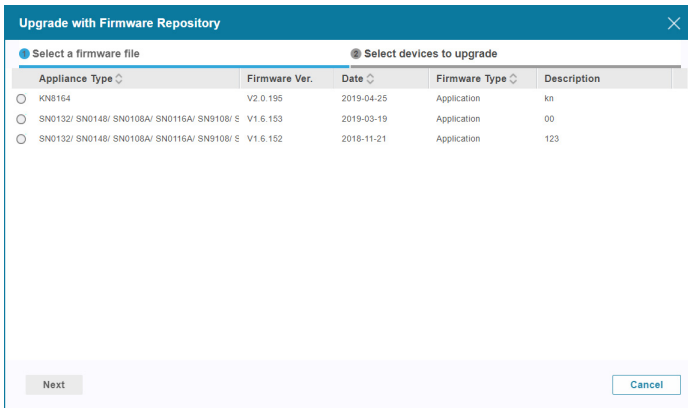 Upgrade with Firmware Repository
1 Select a firmware file 2 Select devices to upgrade
Appliance Type Firmware Ver. Date Firmware Type Description
KN8164 V2.0.195 2019-04-25 Application kn
SN0132/ SN0148/ SN0108A/ SN0116A/ SN9108/ S V1.6.153 2019-03-19 Application 00
SN0132/ SN0148/ SN0108A/ SN0116A/ SN9108/ S V1.6.152 2018-11-21 Application 123
Next Cancel